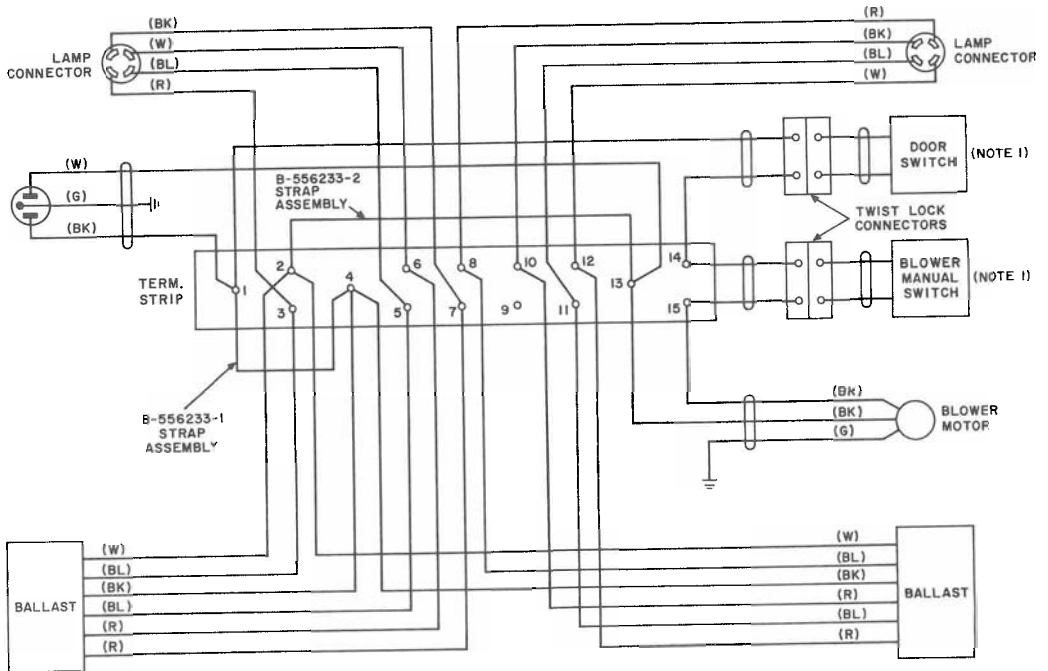 (BK)
(W)
(BL)
(R)
LAMP
CONNECTOR
(R)
(BK)
(BL)
(W)
LAMP
CONNECTOR
(W)
(G)
(BK)
B-556233-2
STRAP
ASSEMBLY
DOOR
SWITCH
(NOTE 1)
TWIST LOCK
CONNECTORS
BLOWER
MANUAL
SWITCH
(NOTE 1)
TERM.
STRIP
1
2
3
4
5
6
7
8
9
10
11
12
13
14
15
B-556233-1
STRAP
ASSEMBLY
(BK)
(BK)
(G)
BLOWER
MOTOR
BALLAST
(W)
(BL)
(BK)
(BL)
(R)
(R)
(W)
(BL)
(BK)
(R)
(BL)
(R)
BALLAST